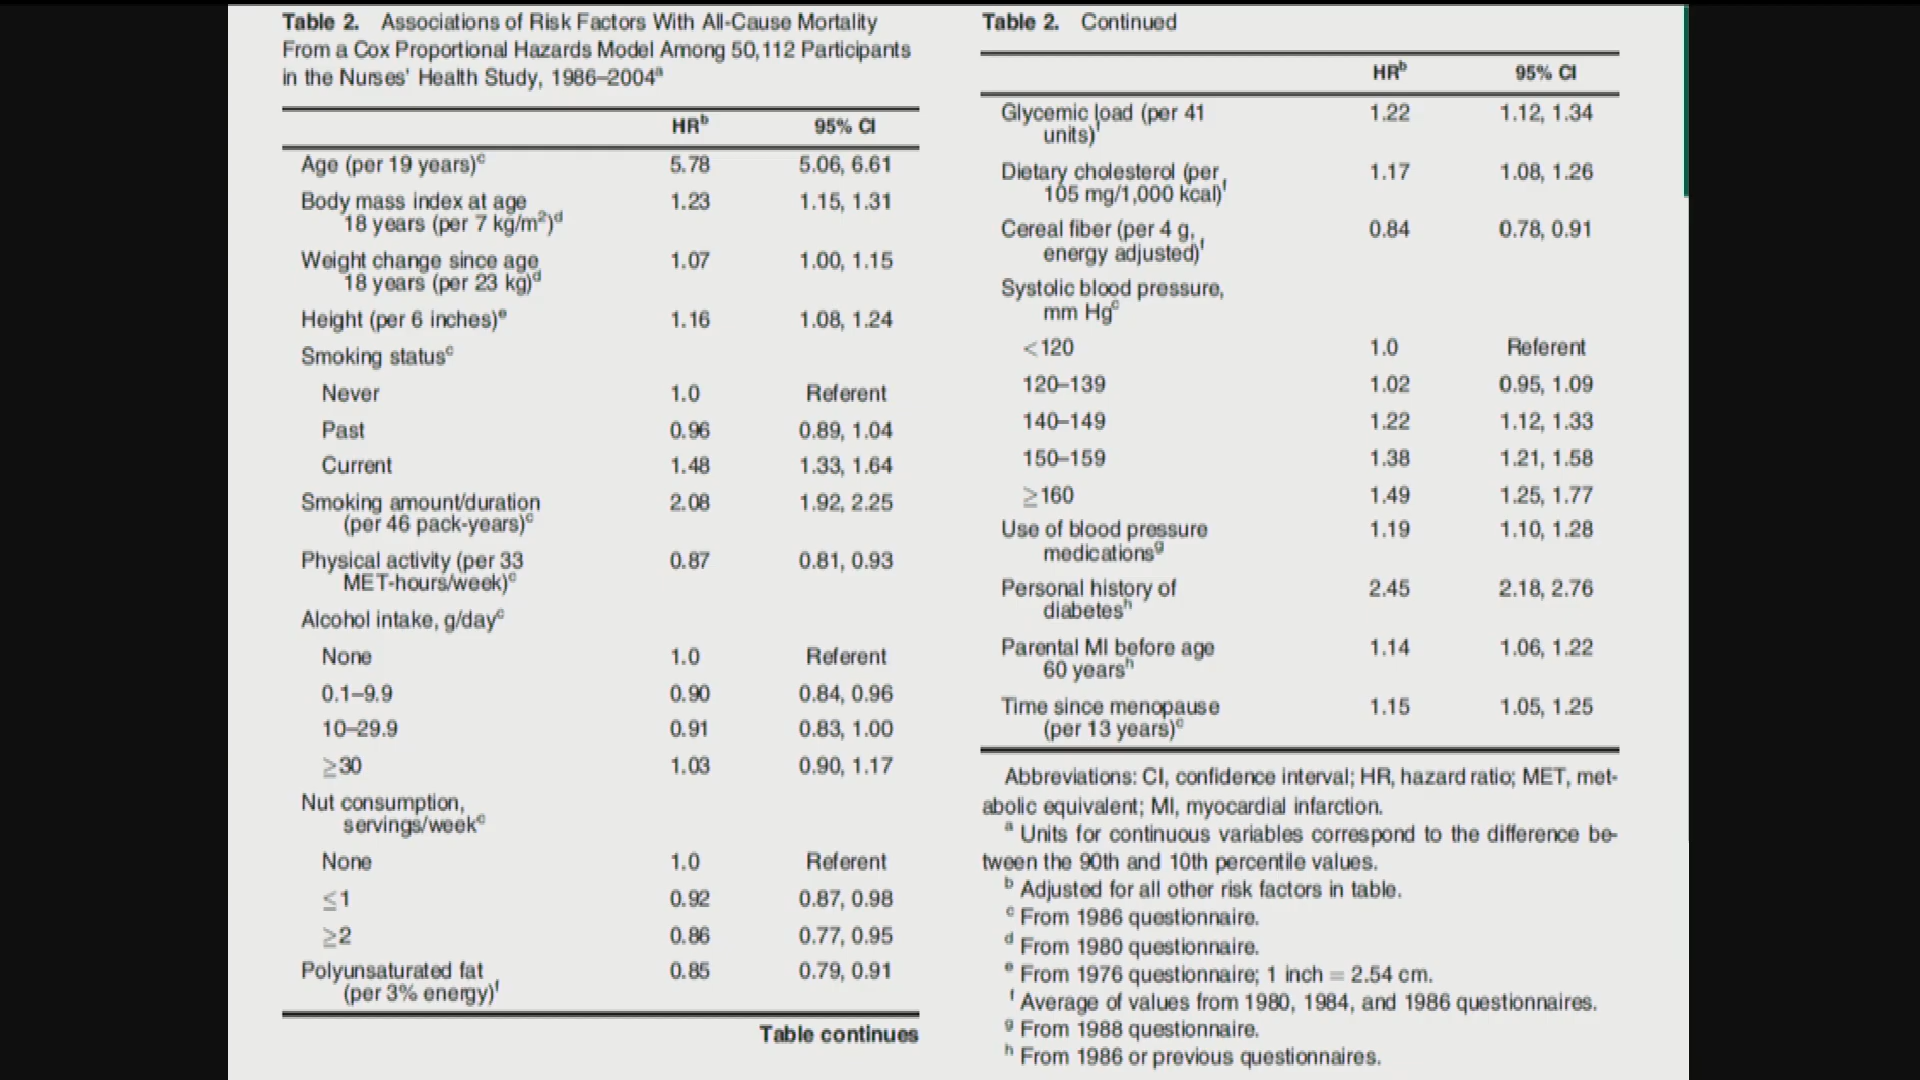 Table 2. Associations of Risk Factors With All-Cause Mortality
From a Cox Proportional Hazards Model Among 50,112 Participants
in the Nurses' Health Study, 1986–2004a
HRb 95% CI
Age (per 19 years)c 5.78 5.06, 6.61
Body mass index at age 1.23 1.15, 1.31
18 years (per 7 kg/m2)d
Weight change since age 1.07 1.00, 1.15
18 years (per 23 kg)d
Height (per 6 inches)e 1.16 1.08, 1.24
Smoking statusc
Never 1.0 Referent
Past 0.96 0.89, 1.04
Current 1.48 1.33, 1.64
Smoking amount/duration 2.08 1.92, 2.25
(per 46 pack-years)c
Physical activity (per 33 0.87 0.81, 0.93
MET-hours/week)c
Alcohol intake, g/dayc
None 1.0 Referent
0.1–9.9 0.90 0.84, 0.96
10–29.9 0.91 0.83, 1.00
≥30 1.03 0.90, 1.17
Nut consumption,
servings/weekc
None 1.0 Referent
≤1 0.92 0.87, 0.98
≥2 0.86 0.77, 0.95
Polyunsaturated fat 0.85 0.79, 0.91
(per 3% energy)f
Table continues
Table 2. Continued
HRb 95% CI
Glycemic load (per 41 1.22 1.12, 1.34
units)f
Dietary cholesterol (per 1.17 1.08, 1.26
105 mg/1,000 kcal)f
Cereal fiber (per 4 g, 0.84 0.78, 0.91
energy adjusted)f
Systolic blood pressure,
mm Hgc
<120 1.0 Referent
120–139 1.02 0.95, 1.09
140–149 1.22 1.12, 1.33
150–159 1.38 1.21, 1.58
≥160 1.49 1.25, 1.77
Use of blood pressure 1.19 1.10, 1.28
medicationsg
Personal history of 2.45 2.18, 2.76
diabetesh
Parental MI before age 1.14 1.06, 1.22
60 yearsh
Time since menopause 1.15 1.05, 1.25
(per 13 years)c
Abbreviations: CI, confidence interval; HR, hazard ratio; MET, met-
abolic equivalent; MI, myocardial infarction.
a Units for continuous variables correspond to the difference be-
tween the 90th and 10th percentile values.
b Adjusted for all other risk factors in table.
c From 1986 questionnaire.
d From 1980 questionnaire.
e From 1976 questionnaire; 1 inch = 2.54 cm.
f Average of values from 1980, 1984, and 1986 questionnaires.
g From 1988 questionnaire.
h From 1986 or previous questionnaires.